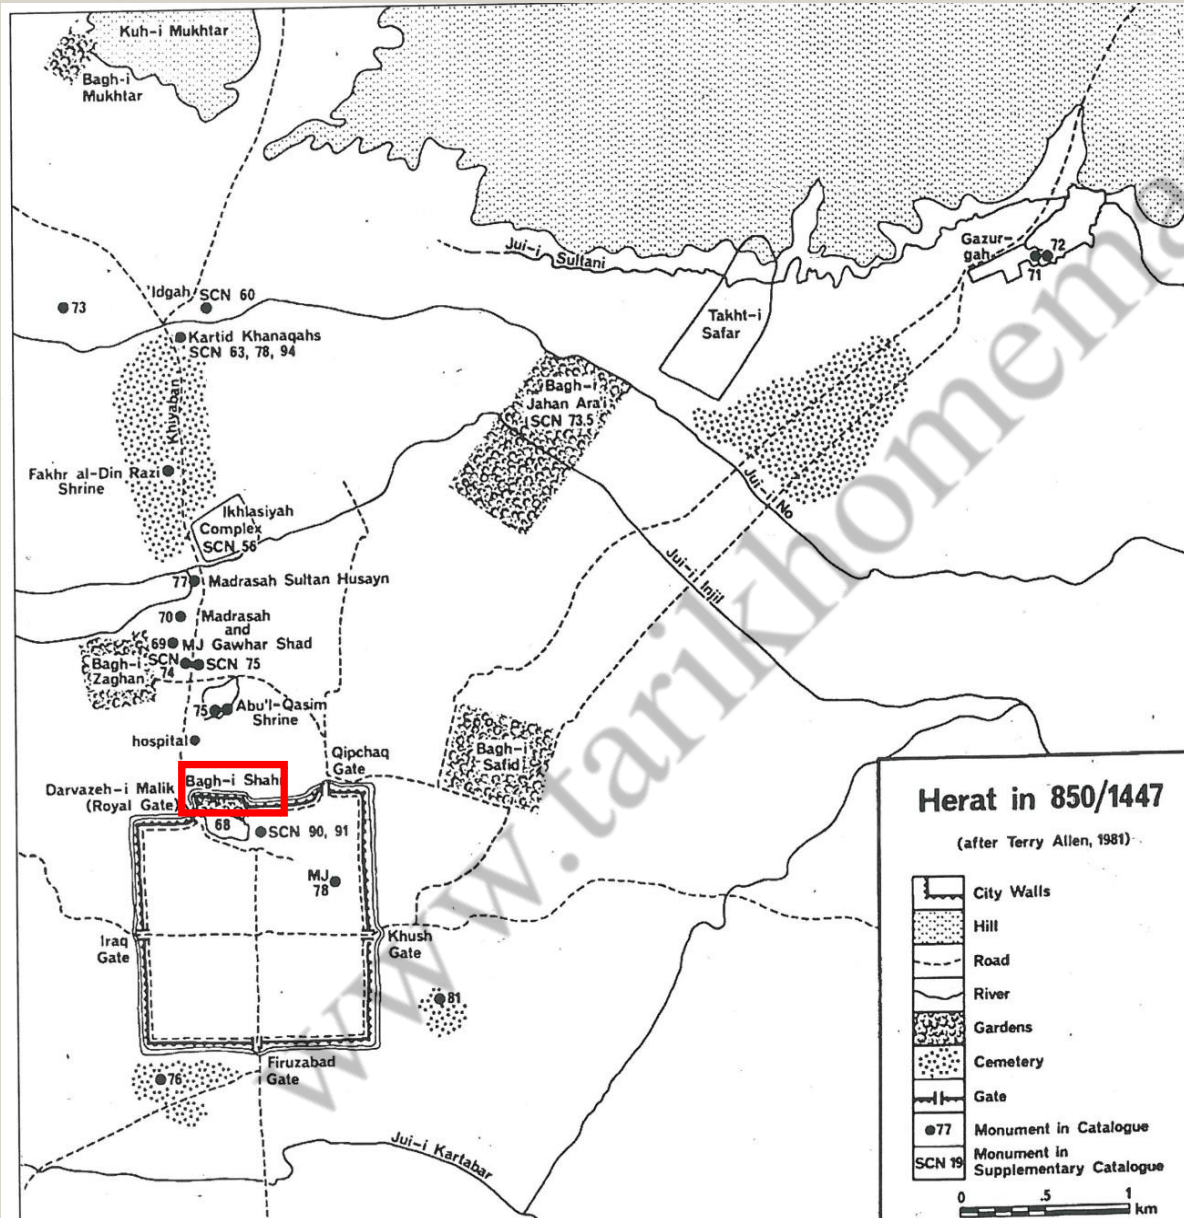 Kuh-i Mukhtar
Bagh-i
Mukhtar
Jui-i Sultani
Gazur-
gah
72
71
73
'Idgah
SCN 60
Takht-i
Safar
Kartid Khanaqahs
SCN 63, 78, 94
Khiyaban
Bagh-i
Jahan Ara'i
SCN 73.5
Fakhr al-Din Razi
Shrine
Jui-i No
Ikhlasiyah
Complex
SCN 56
Jui-i Injil
77
Madrasah Sultan Husayn
70
Madrasah
and
69
MJ Gawhar Shad
Bagh-i
Zaghan
SCN
74
SCN 75
75
Abu'l-Qasim
Shrine
hospital
Qipchaq
Gate
Bagh-i
Safid
Bagh-i Shahr
Darvazeh-i Malik
(Royal Gate)
68
SCN 90, 91
MJ
78
Iraq
Gate
Khush
Gate
81
Firuzabad
Gate
76
Jui-i Kartabar
Herat in 850/1447
(after Terry Allen, 1981)
City Walls
Hill
Road
River
Gardens
Cemetery
Gate
77
Monument in Catalogue
SCN 19
Monument in
Supplementary Catalogue
0 .5 1
km
www.tarikhomema